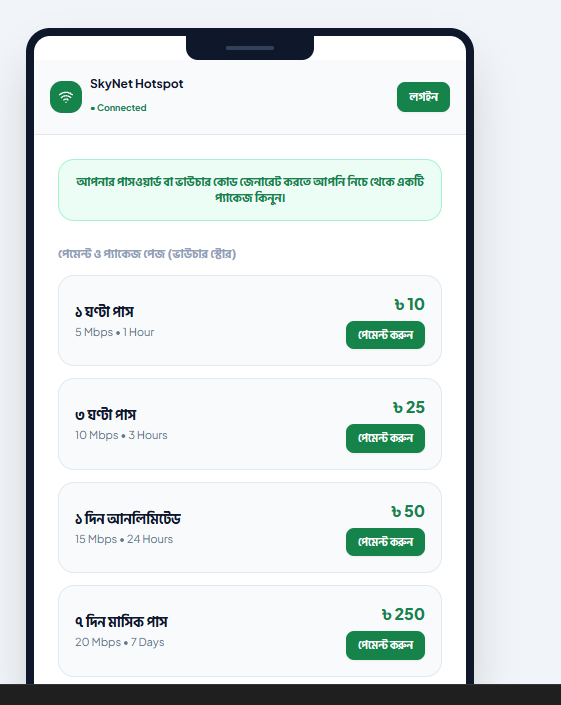 SkyNet Hotspot
▪ Connected
লগইন
আপনার পাসওয়ার্ড বা ভাউচার কোড জেনারেট করতে আপনি নিচে থেকে একটি
প্যাকেজ কিনুন।
পেমেন্ট ও প্যাকেজ পেজ (ভাউচার স্টোর)
১ ঘণ্টা পাস
৳ 10
5 Mbps • 1 Hour
পেমেন্ট করুন
৩ ঘণ্টা পাস
৳ 25
10 Mbps • 3 Hours
পেমেন্ট করুন
১ দিন আনলিমিটেড
৳ 50
15 Mbps • 24 Hours
পেমেন্ট করুন
৭ দিন মাসিক পাস
৳ 250
20 Mbps • 7 Days
পেমেন্ট করুন